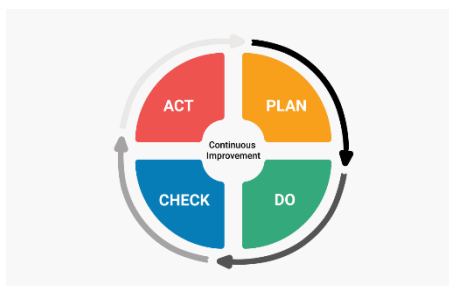 ACT
PLAN
Continuous
Improvement
CHECK
DO